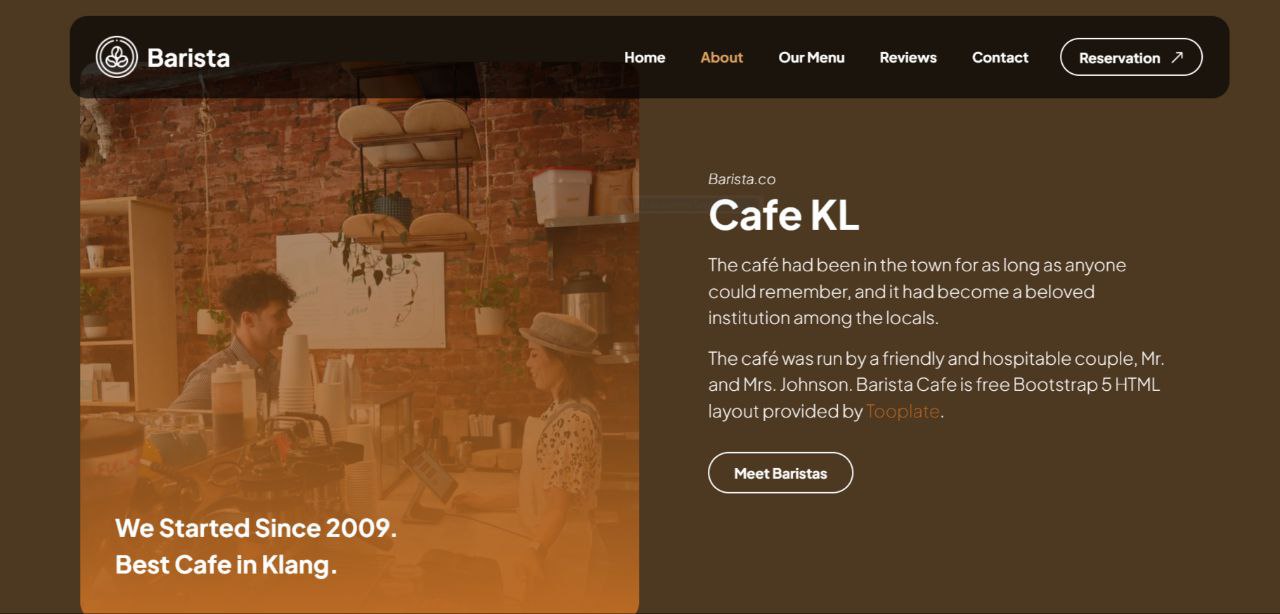 Barista
Home About Our Menu Reviews Contact Reservation
Barista.co
Cafe KL
The café had been in the town for as long as anyone
could remember, and it had become a beloved
institution among the locals.
The café was run by a friendly and hospitable couple, Mr.
and Mrs. Johnson. Barista Cafe is free Bootstrap 5 HTML
layout provided by Tooplate.
Meet Baristas
We Started Since 2009.
Best Cafe in Klang.